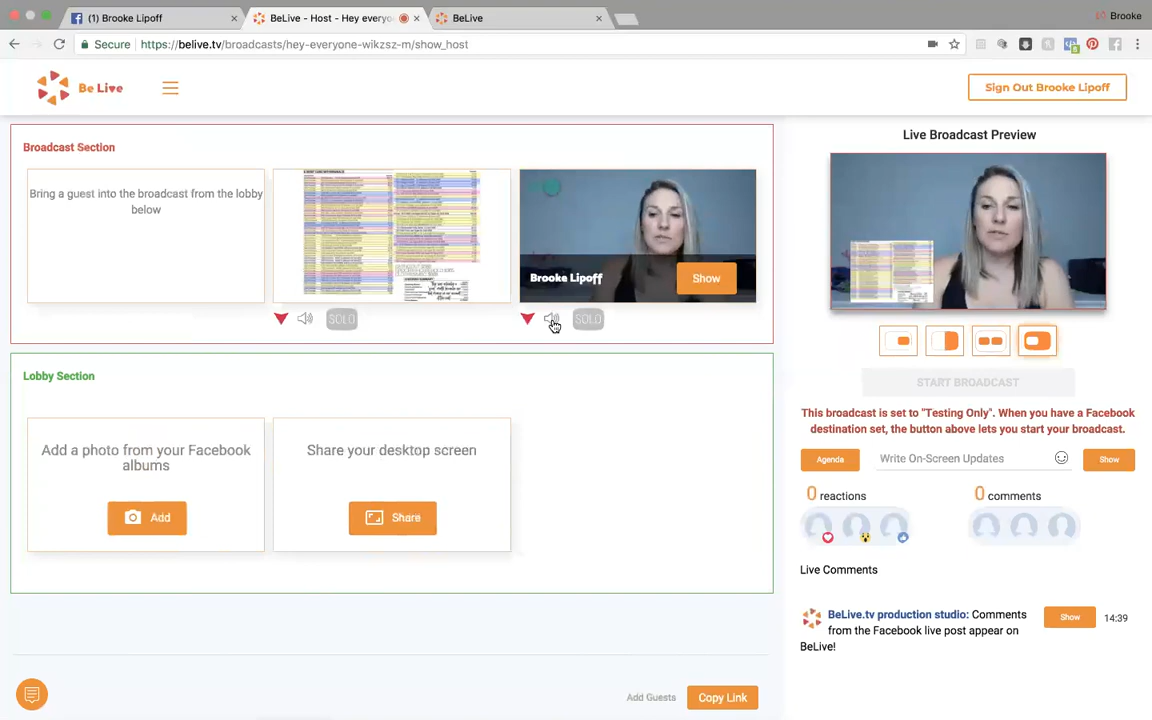 (1) Brooke Lipoff
BeLive - Host - Hey everyo
BeLive
Brooke
Secure
https://belive.tv/broadcasts/hey-everyone-wikzsz-m/show_host
Be Live
Sign Out Brooke Lipoff
Broadcast Section
Bring a guest into the broadcast from the lobby
below
Brooke Lipoff
Show
SOLO
SOLO
Lobby Section
Add a photo from your Facebook
albums
Add
Share your desktop screen
Share
Add Guests
Copy Link
Live Broadcast Preview
START BROADCAST
This broadcast is set to "Testing Only". When you have a Facebook
destination set, the button above lets you start your broadcast.
Agenda
Write On-Screen Updates
Show
0 reactions
0 comments
Live Comments
BeLive.tv production studio: Comments
from the Facebook live post appear on
BeLive!
Show
14:39